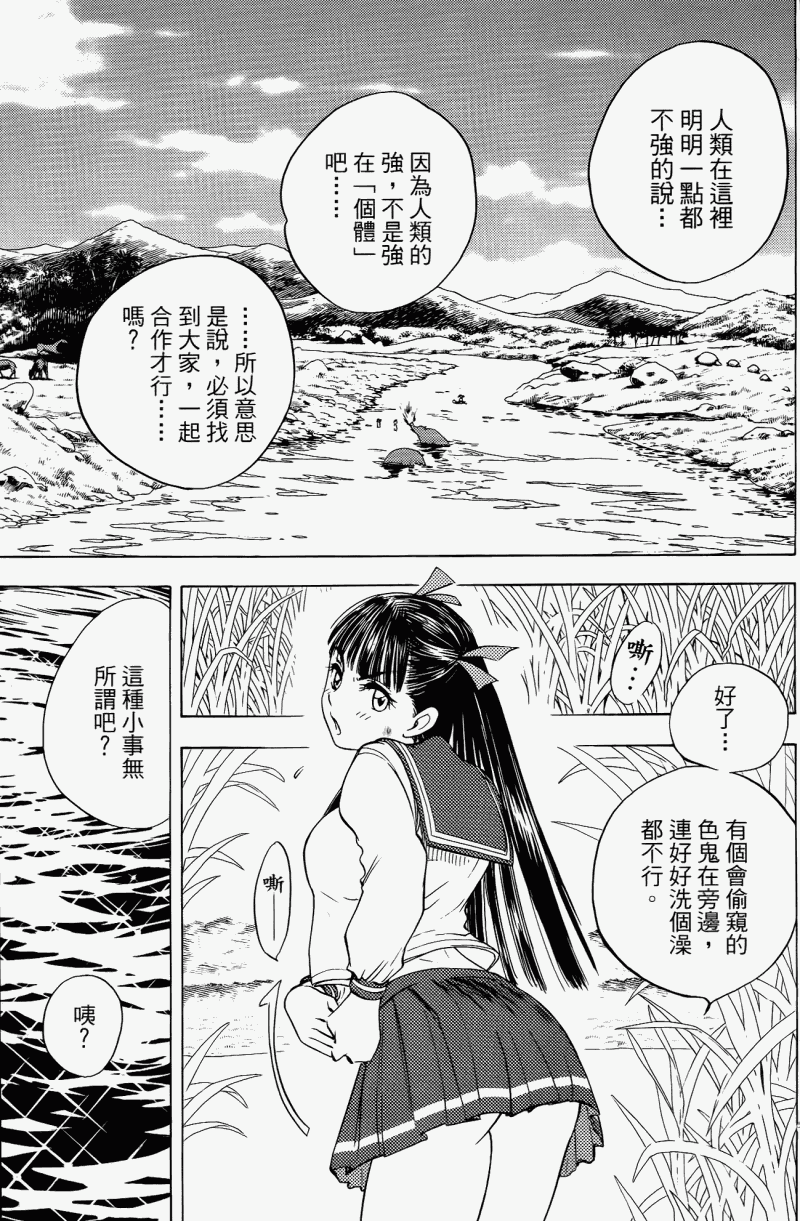 人類在這裡
明明一點都
不強的說…
因為人類的
強，不是強
在「個體」
吧……
……所以意思
是說，必須找
到大家，一起
合作才行……
嗎？
嘶…
好了…
有個會偷窺的
色鬼在旁邊，
連好好洗個澡
都不行。
嘶…
這種小事無
所謂吧？
咦？